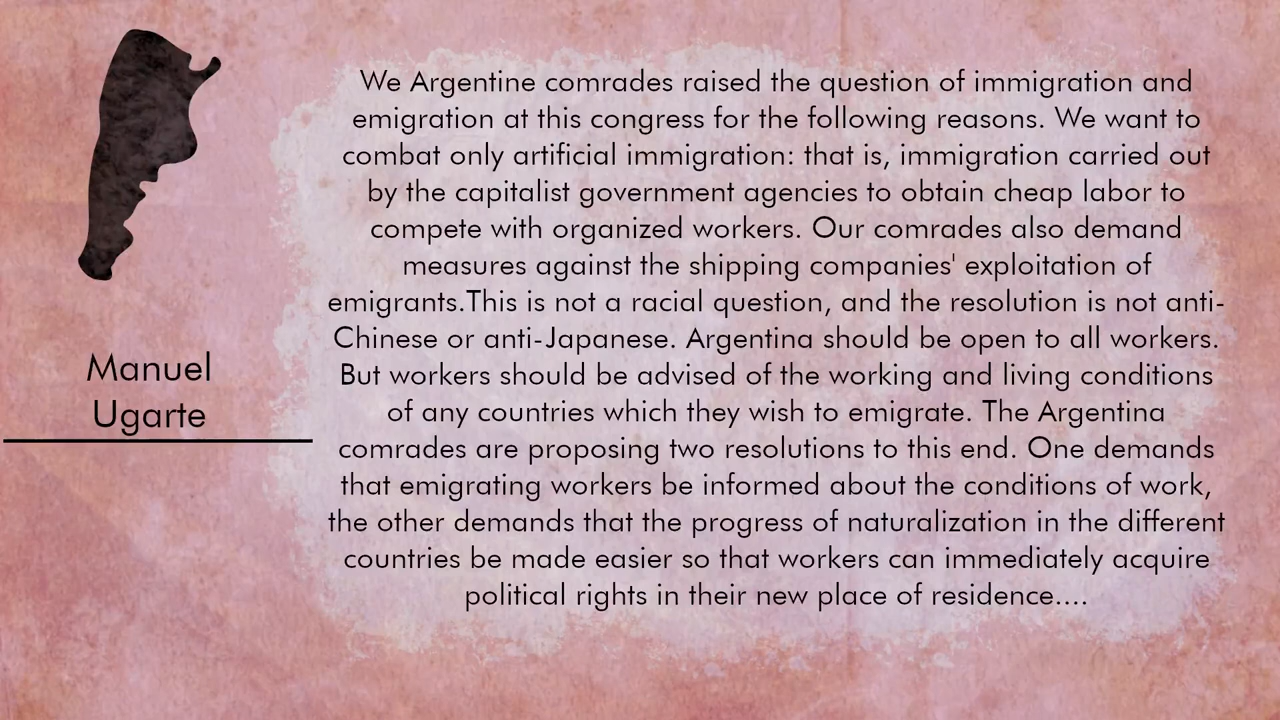 We Argentine comrades raised the question of immigration and
emigration at this congress for the following reasons. We want to
combat only artificial immigration: that is, immigration carried out
by the capitalist government agencies to obtain cheap labor to
compete with organized workers. Our comrades also demand
measures against the shipping companies' exploitation of
emigrants.This is not a racial question, and the resolution is not anti-
Chinese or anti-Japanese. Argentina should be open to all workers.
But workers should be advised of the working and living conditions
of any countries which they wish to emigrate. The Argentina
comrades are proposing two resolutions to this end. One demands
that emigrating workers be informed about the conditions of work,
the other demands that the progress of naturalization in the different
countries be made easier so that workers can immediately acquire
political rights in their new place of residence....
Manuel
Ugarte